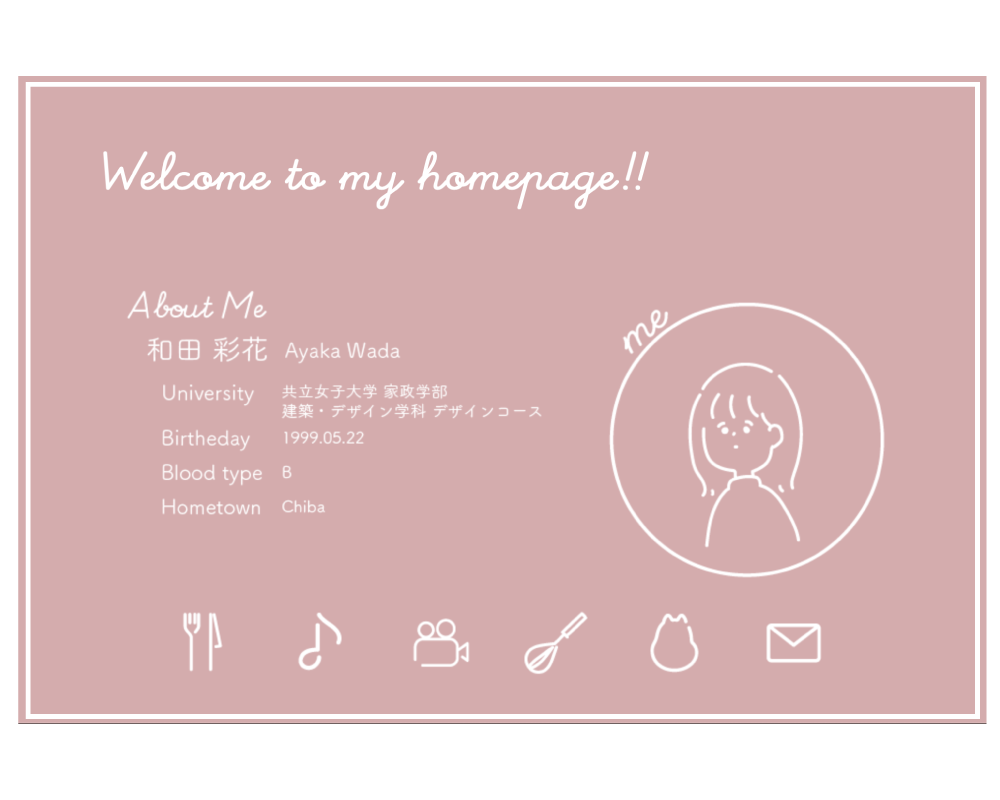 Welcome to my homepage!!
About Me
me
和田 彩花 Ayaka Wada
University 共立女子大学 家政学部
建築・デザイン学科 デザインコース
Birtheday 1999.05.22
Blood type B
Hometown Chiba